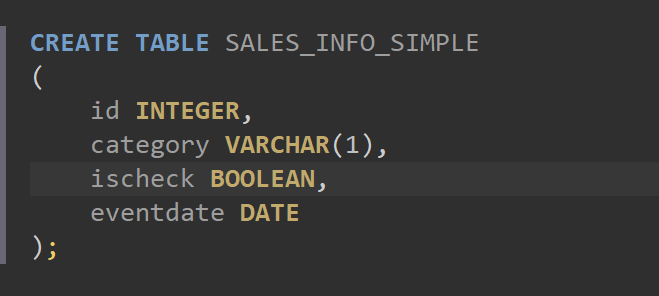 CREATE TABLE SALES_INFO_SIMPLE
(
    id INTEGER,
    category VARCHAR(1),
    ischeck BOOLEAN,
    eventdate DATE
);